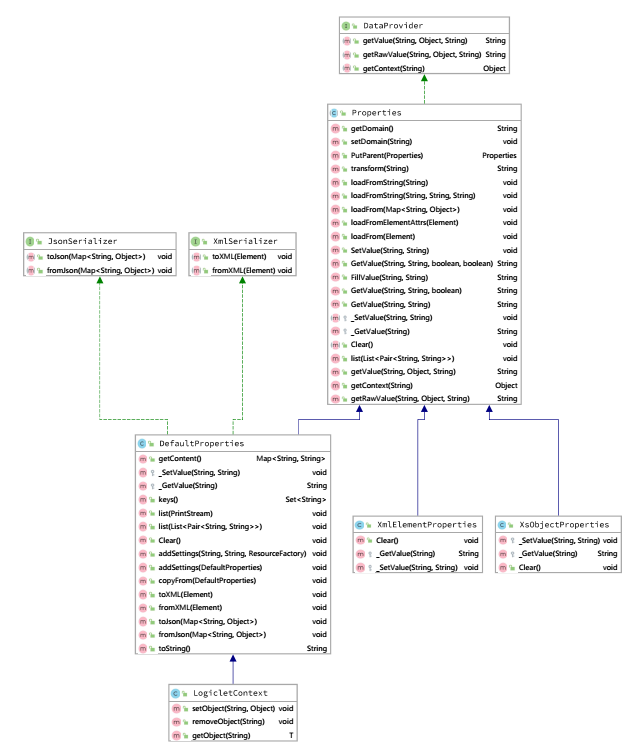 DataProvider
getValue(String, Object, String) String
getRawValue(String, Object, String) String
getContext(String) Object
Properties
getDomain() String
setDomain(String) void
PutParent(Properties) Properties
transform(String) String
loadFromString(String) void
loadFromString(String, String, String) void
loadFrom(Map<String, Object>) void
loadFromElementAttrs(Element) void
loadFrom(Element) void
SetValue(String, String) void
GetValue(String, String, boolean, boolean) String
FillValue(String, String) String
GetValue(String, String, boolean) String
GetValue(String, String) String
_SetValue(String, String) void
_GetValue(String) String
Clear() void
list(List<Pair<String, String>>) void
getValue(String, Object, String) String
getContext(String) Object
getRawValue(String, Object, String) String
JsonSerializer
toJson(Map<String, Object>) void
fromJson(Map<String, Object>) void
XmlSerializer
toXML(Element) void
fromXML(Element) void
DefaultProperties
getContent() Map<String, String>
_SetValue(String, String) void
_GetValue(String) String
keys() Set<String>
list(PrintStream) void
list(List<Pair<String, String>>) void
Clear() void
addSettings(String, String, ResourceFactory) void
addSettings(DefaultProperties) void
copyFrom(DefaultProperties) void
toXML(Element) void
fromXML(Element) void
toJson(Map<String, Object>) void
fromJson(Map<String, Object>) void
toString() String
XmlElementProperties
Clear() void
_GetValue(String) String
_SetValue(String, String) void
XsObjectProperties
_SetValue(String, String) void
_GetValue(String) String
Clear() void
LogicletContext
setObject(String, Object) void
removeObject(String) void
getObject(String) T